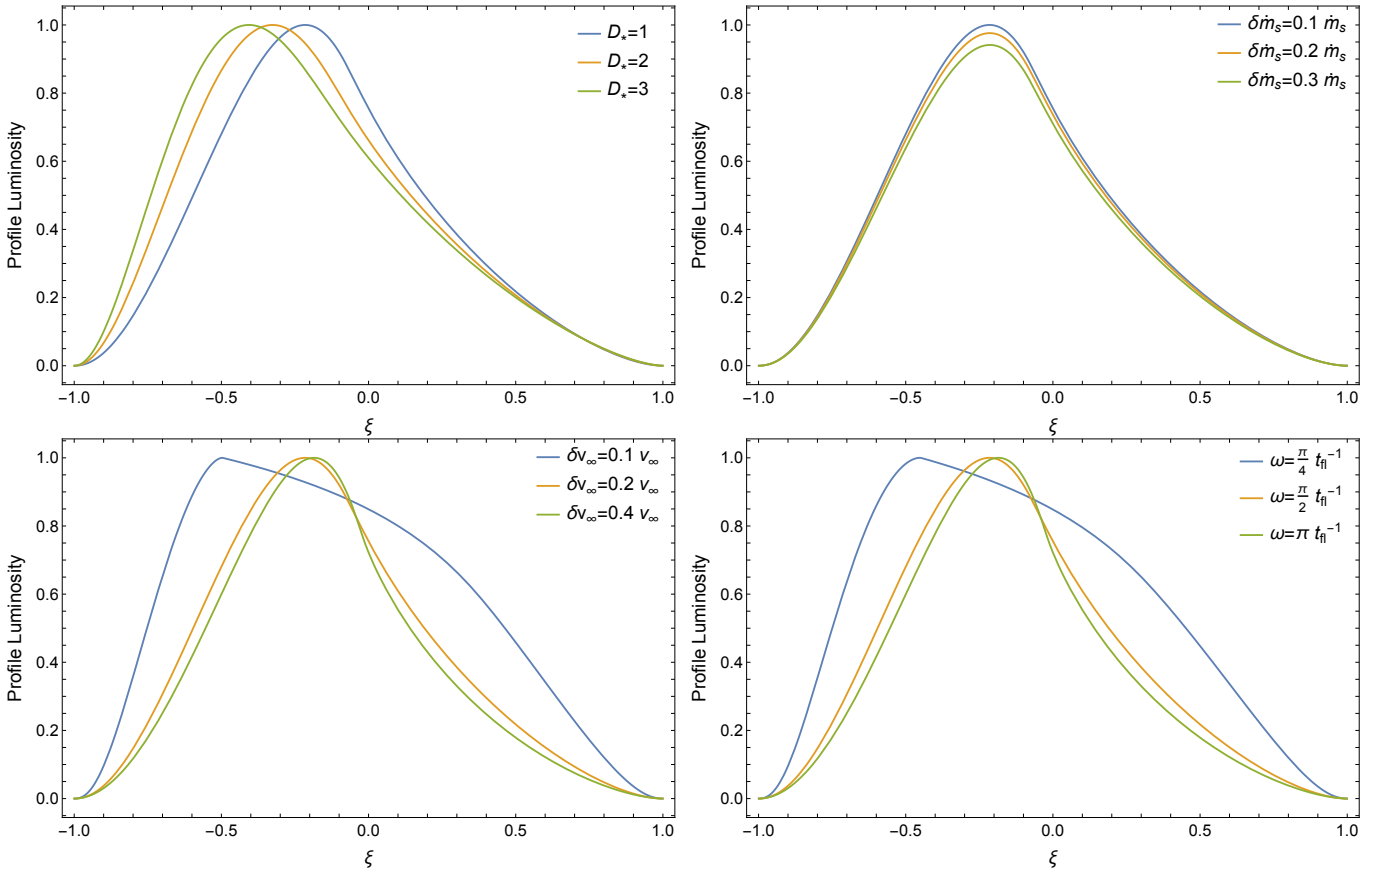 1.0
0.8
0.6
0.4
0.2
0.0
Profile Luminosity
D⋆=1
D⋆=2
D⋆=3
−1.0 −0.5 0.0 0.5 1.0
ξ
1.0
0.8
0.6
0.4
0.2
0.0
Profile Luminosity
δṁₛ=0.1 ṁₛ
δṁₛ=0.2 ṁₛ
δṁₛ=0.3 ṁₛ
−1.0 −0.5 0.0 0.5 1.0
ξ
1.0
0.8
0.6
0.4
0.2
0.0
Profile Luminosity
δv∞=0.1 v∞
δv∞=0.2 v∞
δv∞=0.4 v∞
−1.0 −0.5 0.0 0.5 1.0
ξ
1.0
0.8
0.6
0.4
0.2
0.0
Profile Luminosity
ω=π/4 t_fl⁻¹
ω=π/2 t_fl⁻¹
ω=π t_fl⁻¹
−1.0 −0.5 0.0 0.5 1.0
ξ